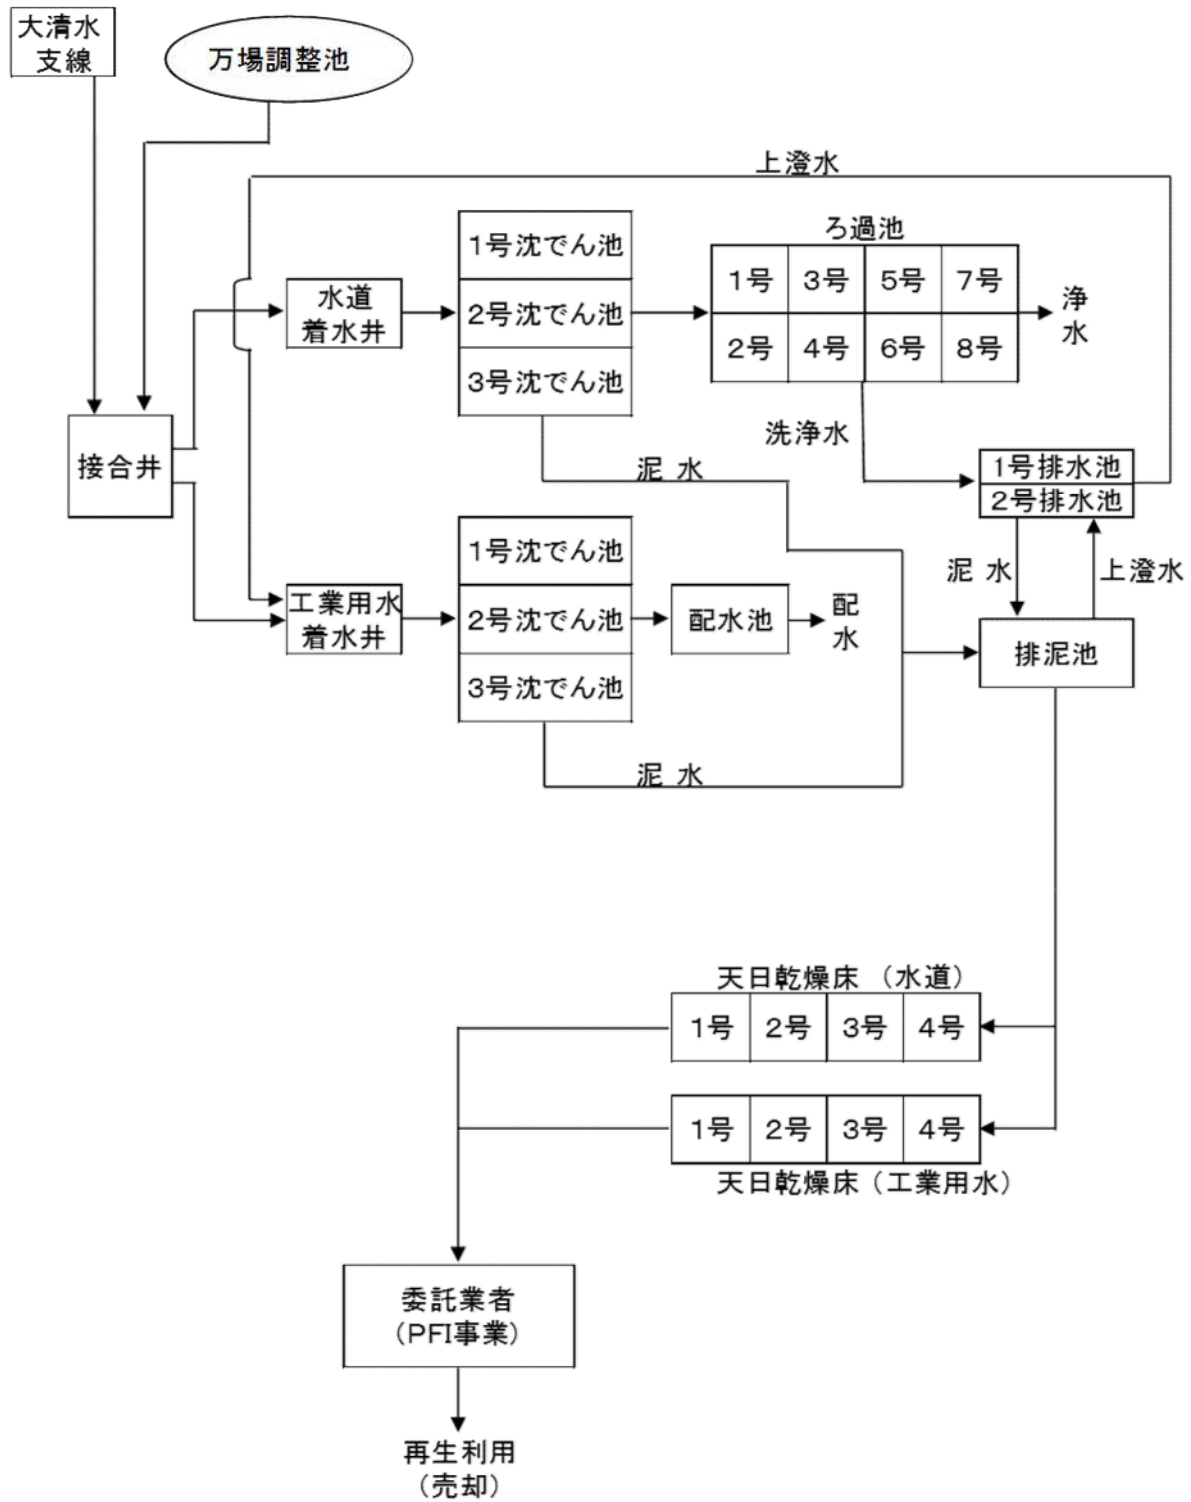 大清水
支線
万場調整池
上澄水
1号沈でん池
2号沈でん池
3号沈でん池
ろ過池
1号 3号 5号 7号
2号 4号 6号 8号
浄
水
水道
着水井
接合井
洗浄水
泥 水
1号排水池
2号排水池
泥 水
上澄水
1号沈でん池
2号沈でん池
3号沈でん池
工業用水
着水井
配水池
配
水
排泥池
泥 水
天日乾燥床 （水道）
1号 2号 3号 4号
1号 2号 3号 4号
天日乾燥床（工業用水）
委託業者
（PFI事業）
再生利用
（売却）